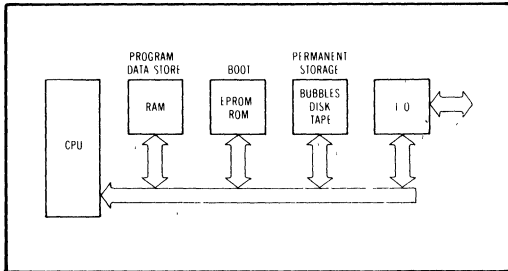 PROGRAM
DATA STORE
BOOT
PERMANENT
STORAGE
CPU
RAM
EPROM
ROM
BUBBLES
DISK
TAPE
I O